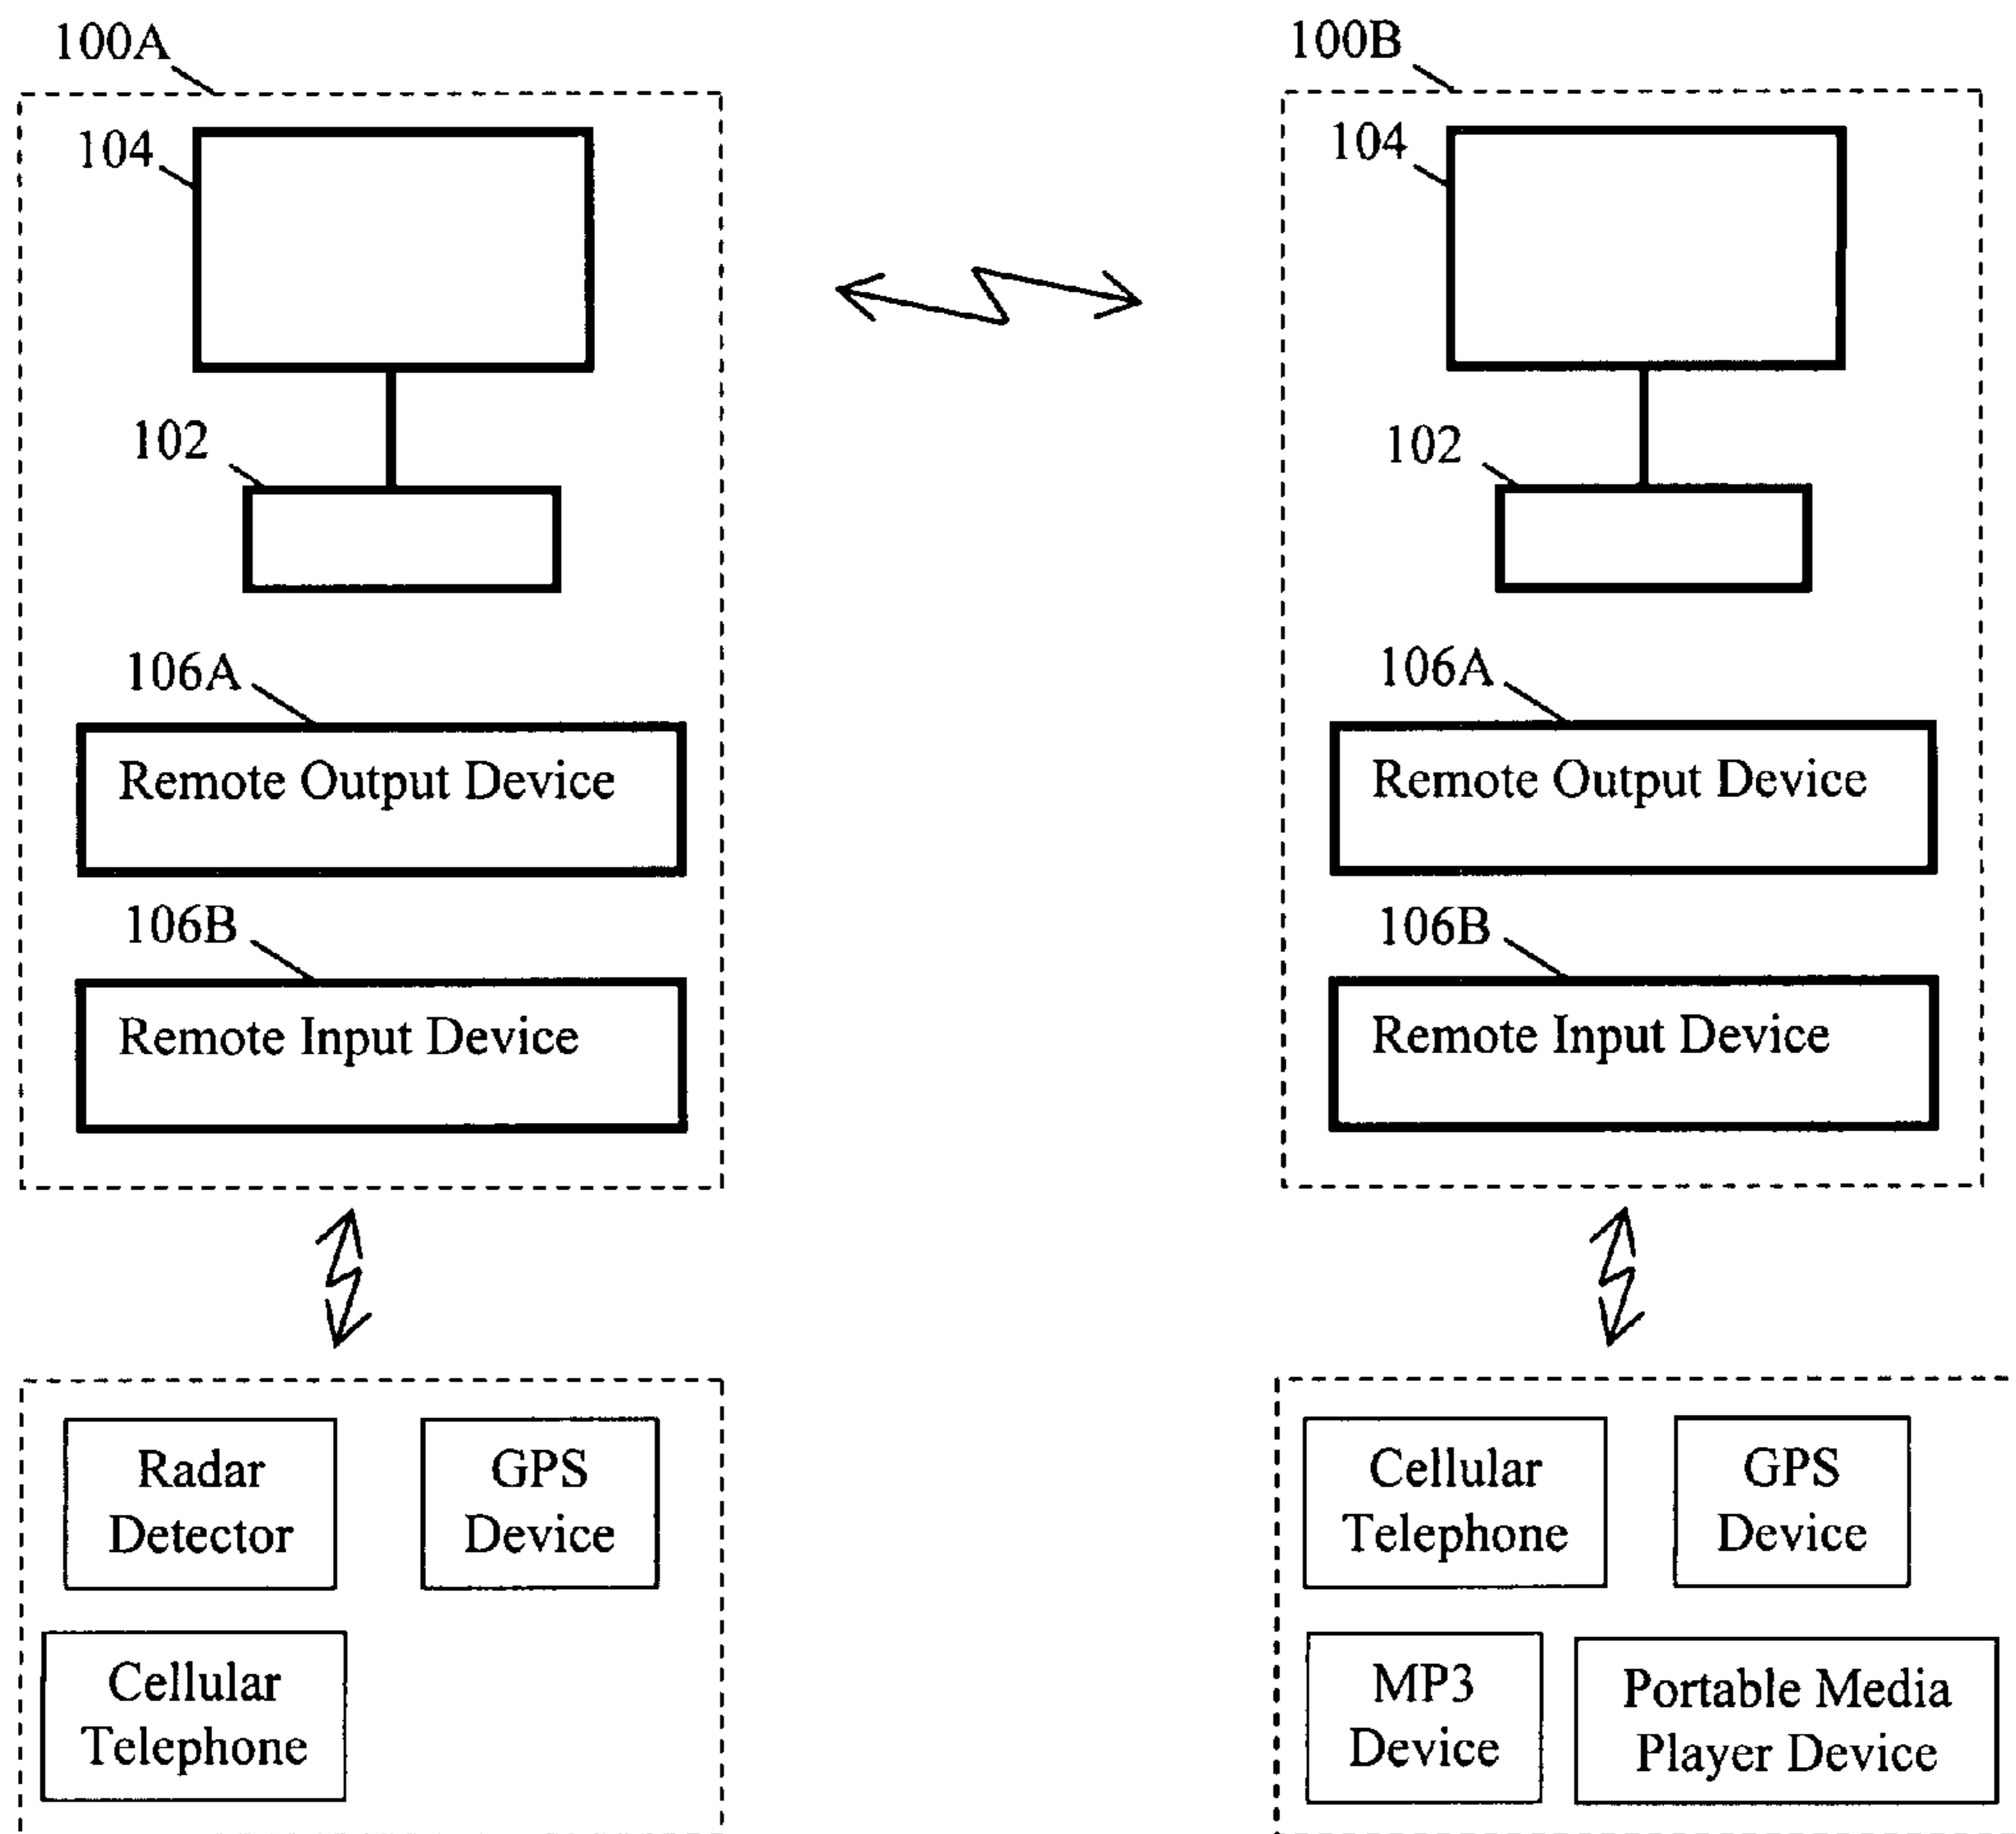 100A
104
102
106A
Remote Output Device
106B
Remote Input Device
100B
104
102
106A
Remote Output Device
106B
Remote Input Device
Radar
Detector
GPS
Device
Cellular
Telephone
Cellular
Telephone
GPS
Device
MP3
Device
Portable Media
Player Device